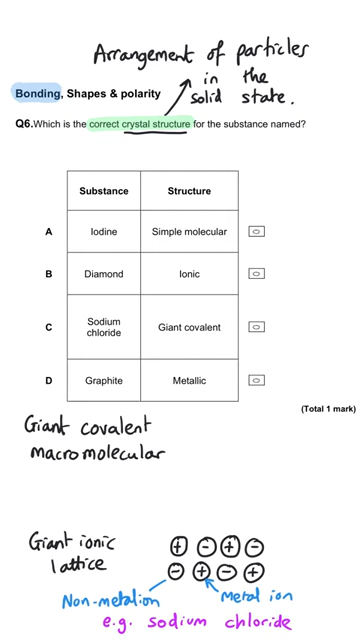 Arrangement of particles
in the
solid state.
Bonding, Shapes & polarity
Q6.Which is the correct crystal structure for the substance named?
Substance Structure
A Iodine Simple molecular
B Diamond Ionic
C Sodium chloride Giant covalent
D Graphite Metallic
(Total 1 mark)
Giant covalent
macromolecular
Giant ionic
lattice
+ - + -
- + - +
Non-metal ion Metal ion
e.g. sodium chloride